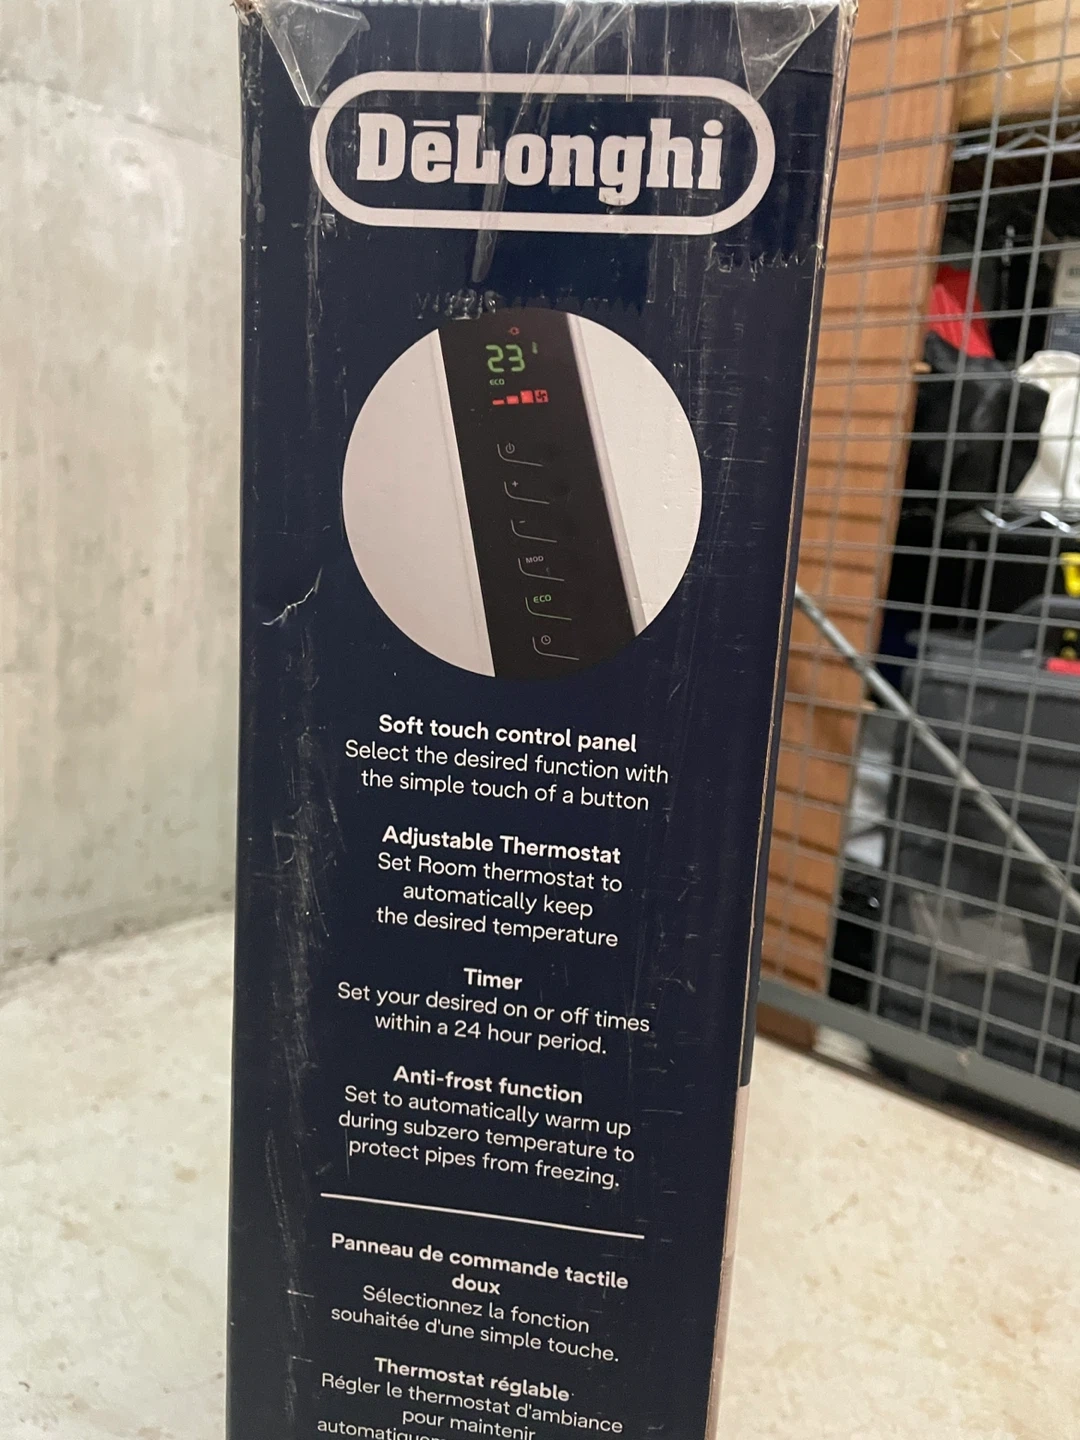 DēLonghi
23
ECO
+
-
MOD
ECO
Soft touch control panel
Select the desired function with
the simple touch of a button
Adjustable Thermostat
Set Room thermostat to
automatically keep
the desired temperature
Timer
Set your desired on or off times
within a 24 hour period.
Anti-frost function
Set to automatically warm up
during subzero temperature to
protect pipes from freezing.
Panneau de commande tactile
doux
Sélectionnez la fonction
souhaitée d'une simple touche.
Thermostat réglable
Régler le thermostat d'ambiance
pour maintenir